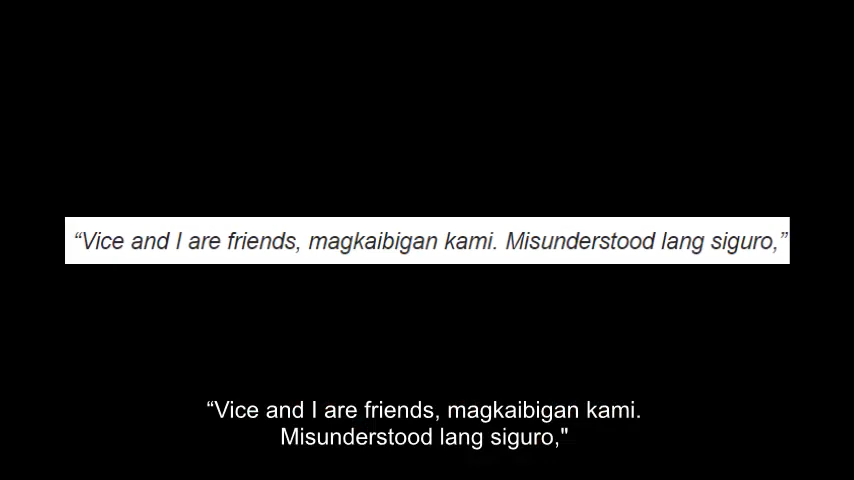 “Vice and I are friends, magkaibigan kami. Misunderstood lang siguro,”
“Vice and I are friends, magkaibigan kami.
Misunderstood lang siguro,"